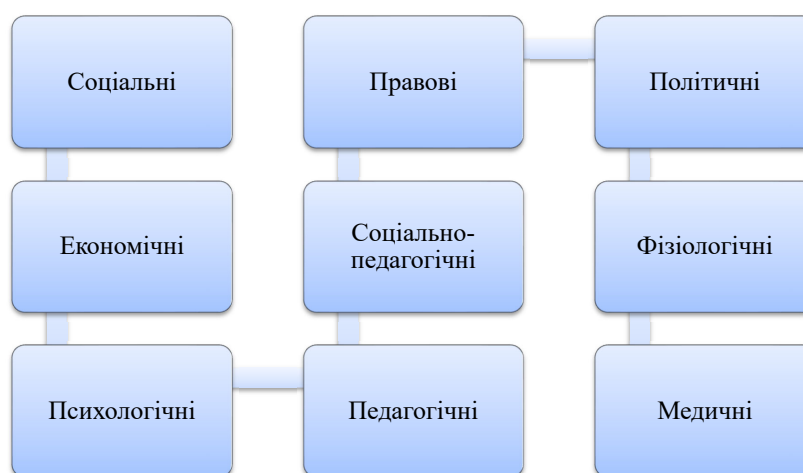 Соціальні
Економічні
Психологічні
Педагогічні
Соціально-
педагогічні
Правові
Політичні
Фізіологічні
Медичні